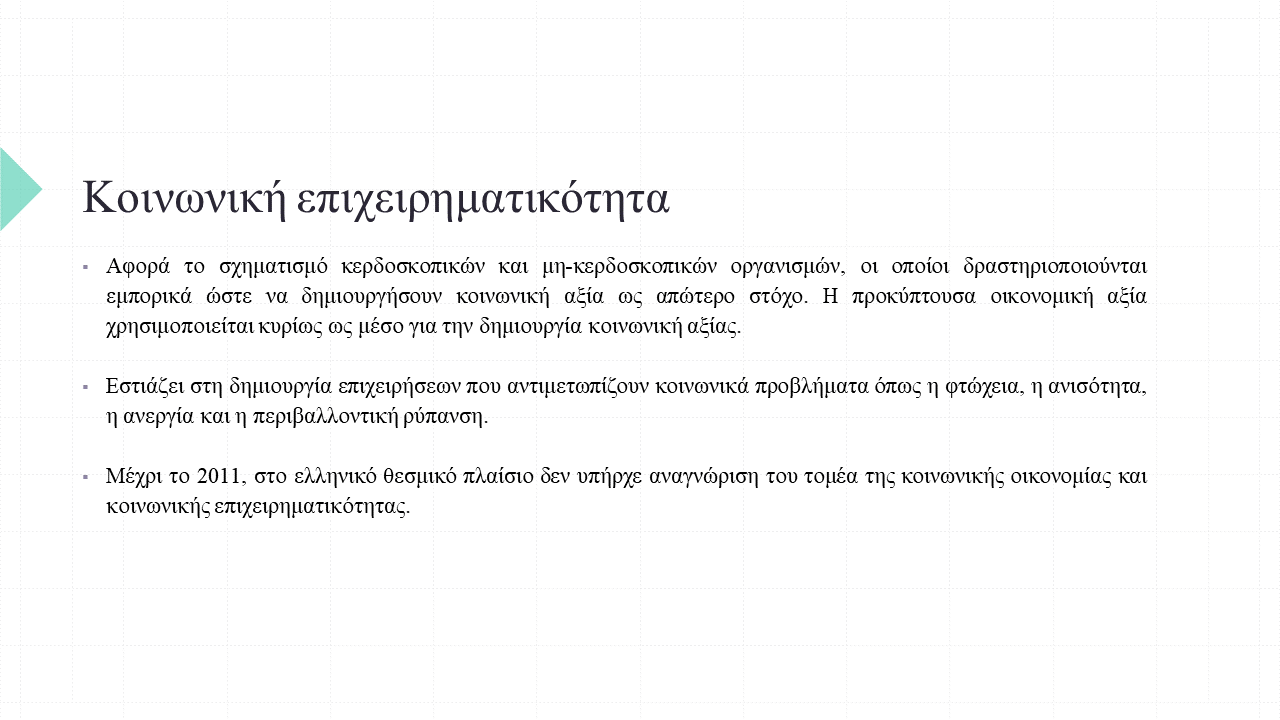 Κοινωνική επιχειρηματικότητα
▪ Αφορά το σχηματισμό κερδοσκοπικών και μη-κερδοσκοπικών οργανισμών, οι οποίοι δραστηριοποιούνται
εμπορικά ώστε να δημιουργήσουν κοινωνική αξία ως απώτερο στόχο. Η προκύπτουσα οικονομική αξία
χρησιμοποιείται κυρίως ως μέσο για την δημιουργία κοινωνική αξίας.
▪ Εστιάζει στη δημιουργία επιχειρήσεων που αντιμετωπίζουν κοινωνικά προβλήματα όπως η φτώχεια, η ανισότητα,
η ανεργία και η περιβαλλοντική ρύπανση.
▪ Μέχρι το 2011, στο ελληνικό θεσμικό πλαίσιο δεν υπήρχε αναγνώριση του τομέα της κοινωνικής οικονομίας και
κοινωνικής επιχειρηματικότητας.